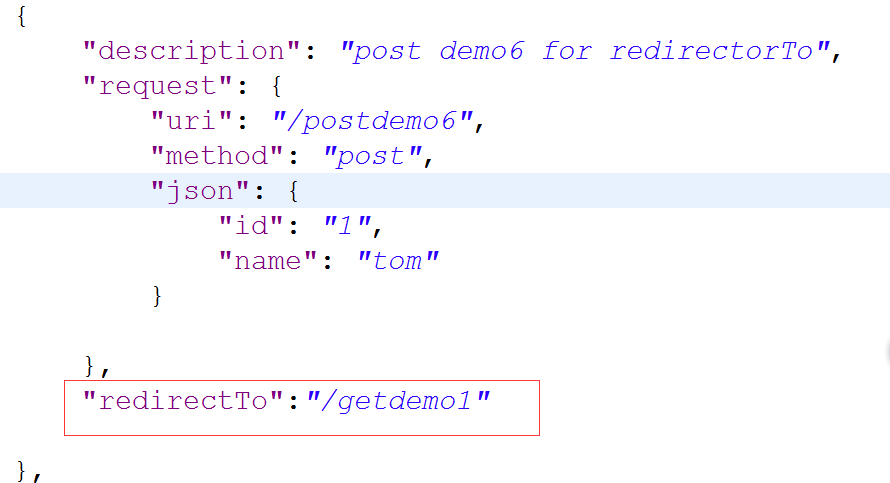 {
    "description": "post demo6 for redirectorTo",
    "request": {
        "uri": "/postdemo6",
        "method": "post",
        "json": {
            "id": "1",
            "name": "tom"
        }
    },
    "redirectTo":"/getdemo1"
},